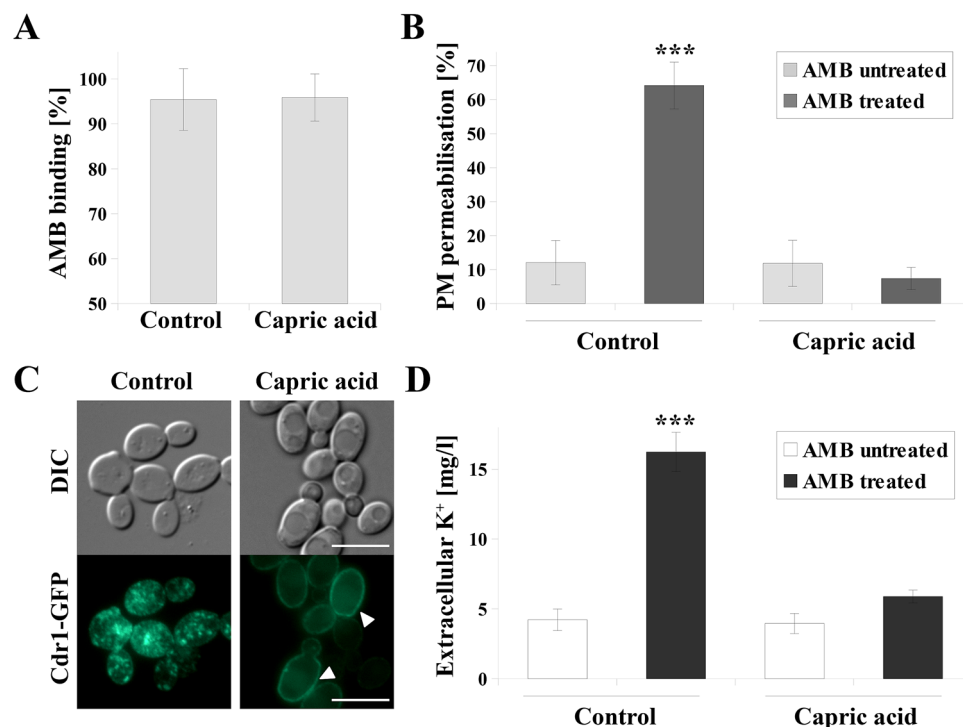 A
AMB binding [%]
100
90
80
70
60
50
Control Capric acid
B
PM permeabilisation [%]
70
60
50
40
30
20
10
0
***
AMB untreated
AMB treated
Control Capric acid
C
Control Capric acid
DIC
Cdr1-GFP
D
Extracellular K⁺ [mg/l]
15
10
5
0
***
AMB untreated
AMB treated
Control Capric acid